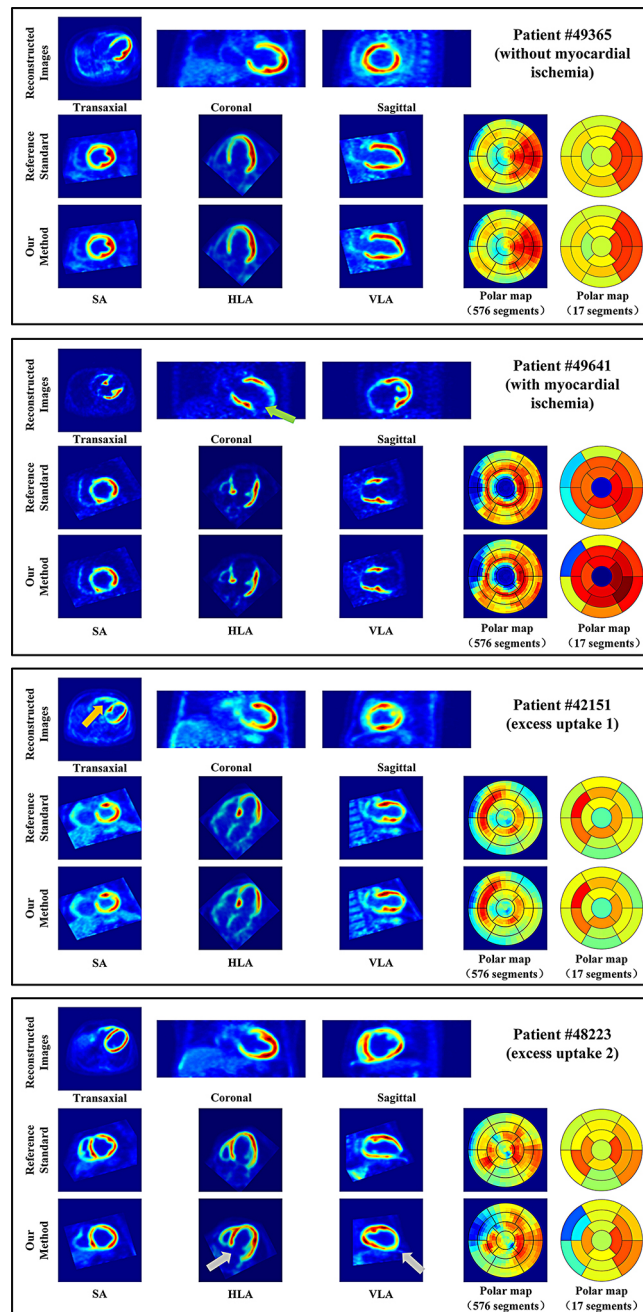 Reconstructed
Images
Patient #49365
(without myocardial
ischemia)
Transaxial
Coronal
Sagittal
Reference
Standard
Our
Method
SA
HLA
VLA
Polar map
（576 segments）
Polar map
（17 segments）
Reconstructed
Images
Patient #49641
(with myocardial
ischemia)
Transaxial
Coronal
Sagittal
Reference
Standard
Our
Method
SA
HLA
VLA
Polar map
（576 segments）
Polar map
（17 segments）
Reconstructed
Images
Patient #42151
(excess uptake 1)
Transaxial
Coronal
Sagittal
Reference
Standard
Our
Method
SA
HLA
VLA
Polar map
（576 segments）
Polar map
（17 segments）
Reconstructed
Images
Patient #48223
(excess uptake 2)
Transaxial
Coronal
Sagittal
Reference
Standard
Our
Method
SA
HLA
VLA
Polar map
（576 segments）
Polar map
（17 segments）